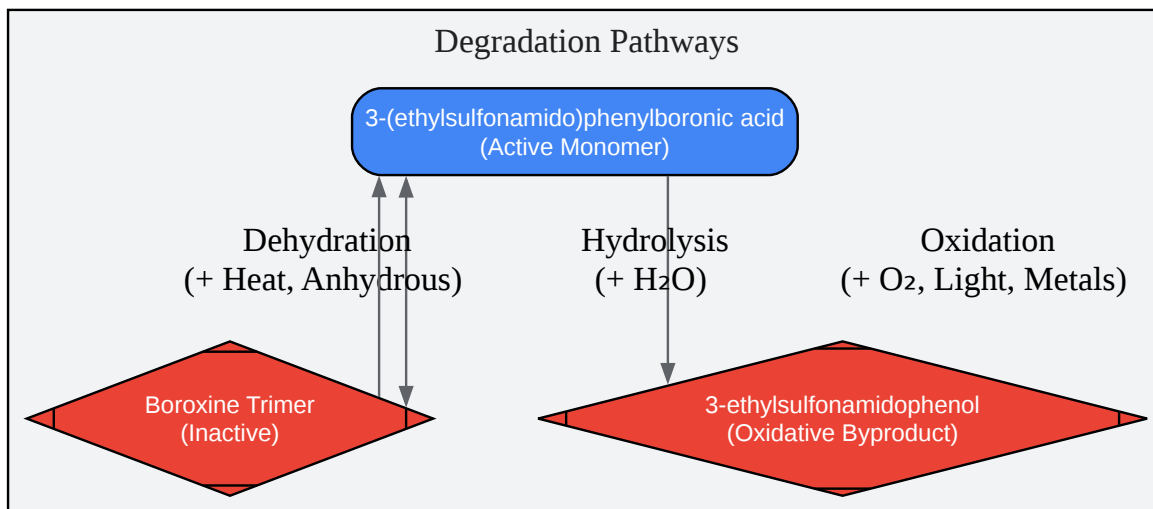 Degradation Pathways
3-(ethylsulfonamido)phenylboronic acid
(Active Monomer)
Dehydration
(+ Heat, Anhydrous)
Hydrolysis
(+ H₂O)
Oxidation
(+ O₂, Light, Metals)
Boroxine Trimer
(Inactive)
3-ethylsulfonamidophenol
(Oxidative Byproduct)